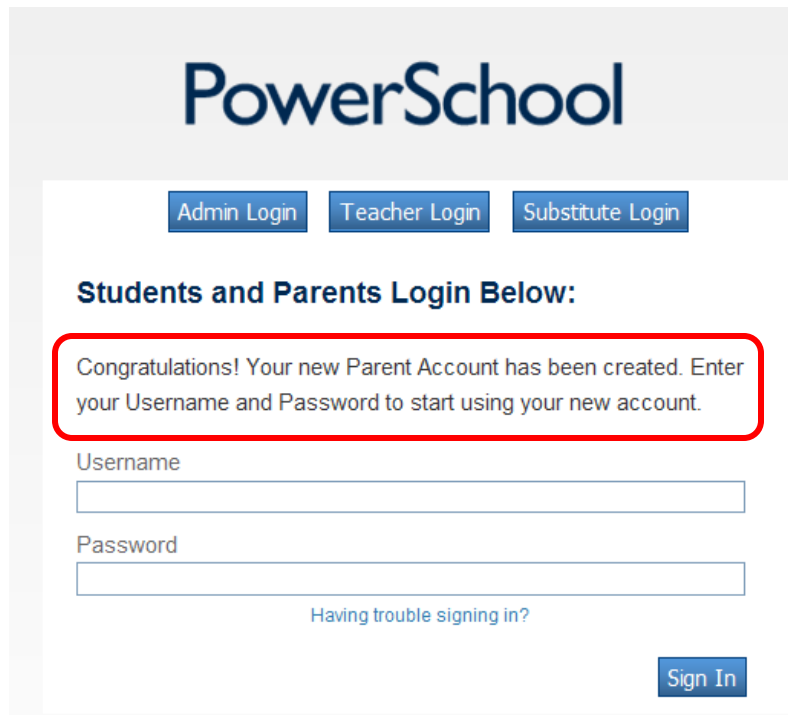 PowerSchool
Admin Login Teacher Login Substitute Login
Students and Parents Login Below:
Congratulations! Your new Parent Account has been created. Enter
your Username and Password to start using your new account.
Username
Password
Having trouble signing in?
Sign In